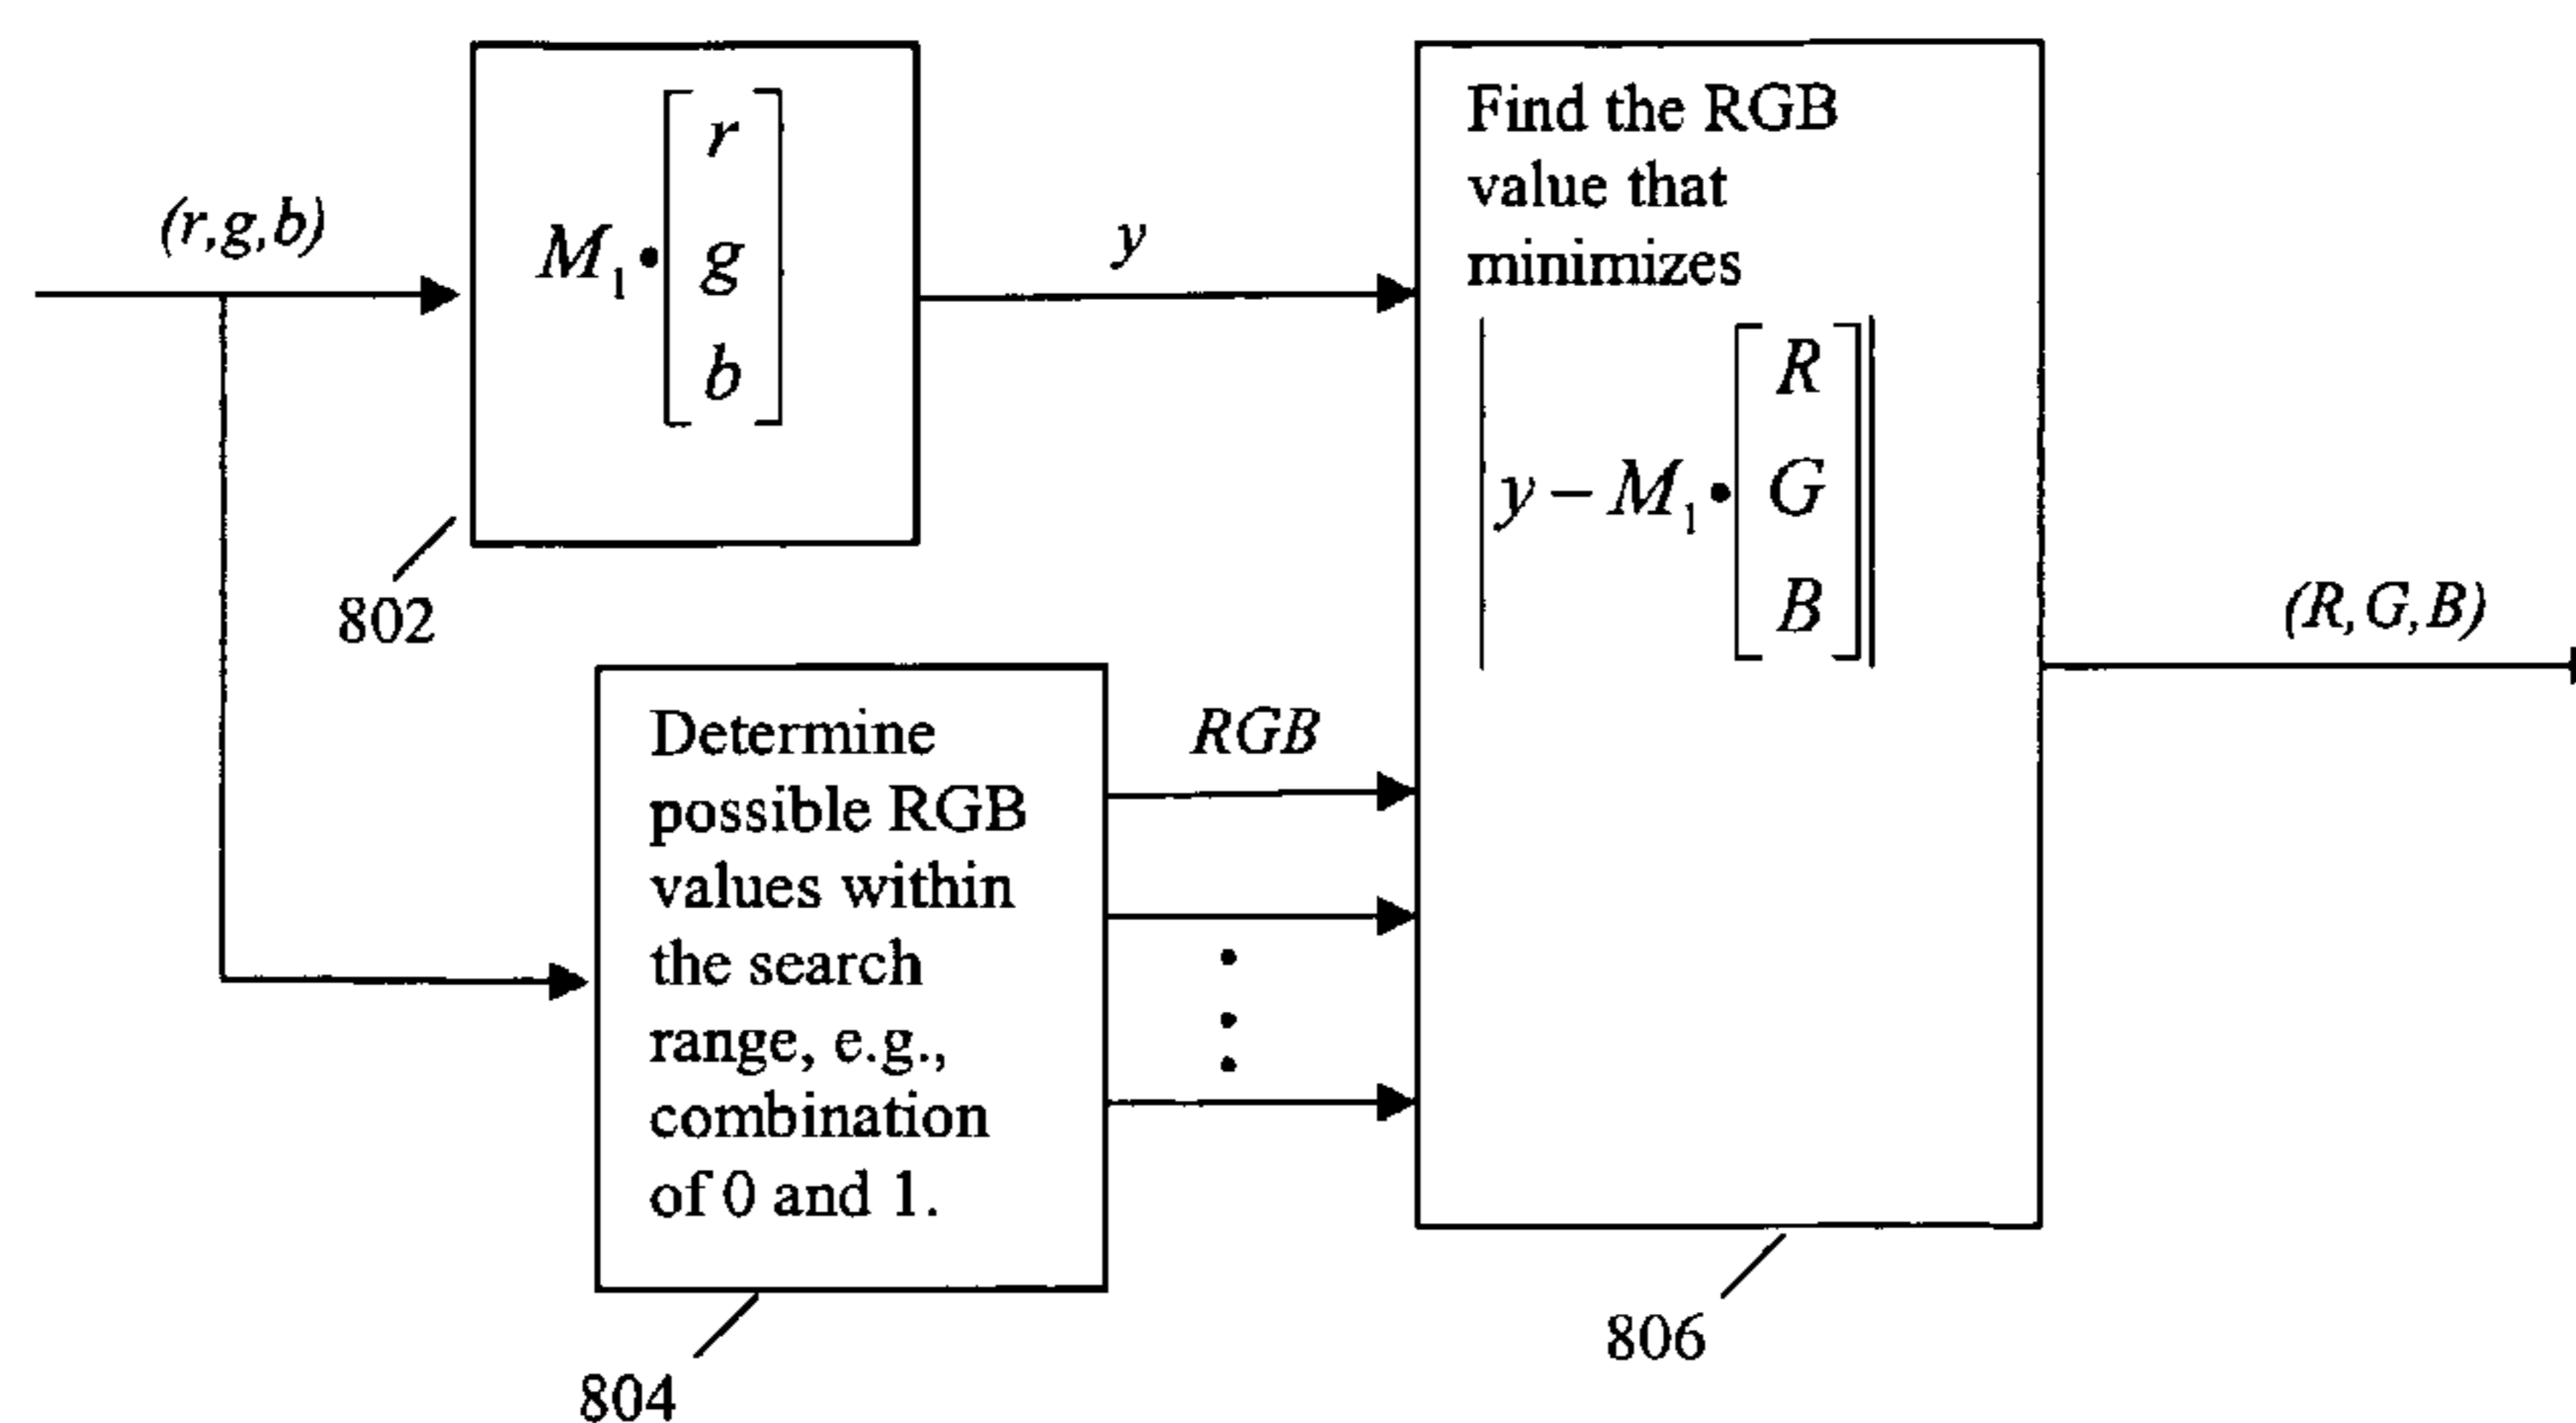 (r,g,b)
M1•[r
g
b]
802
y
Find the RGB
value that
minimizes
|y – M1•[R
G
B]|
(R,G,B)
Determine
possible RGB
values within
the search
range, e.g.,
combination
of 0 and 1.
804
RGB
806